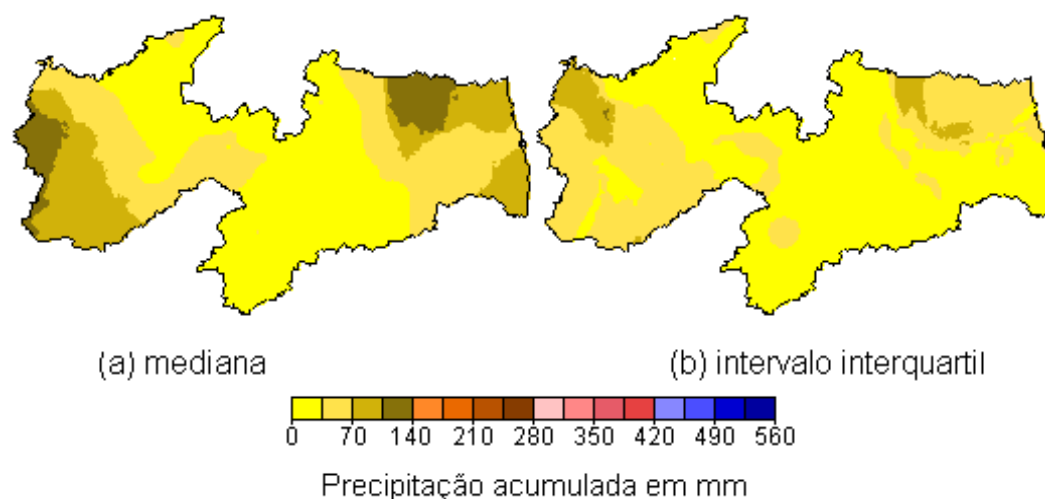 (a) mediana
(b) intervalo interquartil
0 70 140 210 280 350 420 490 560
Precipitação acumulada em mm